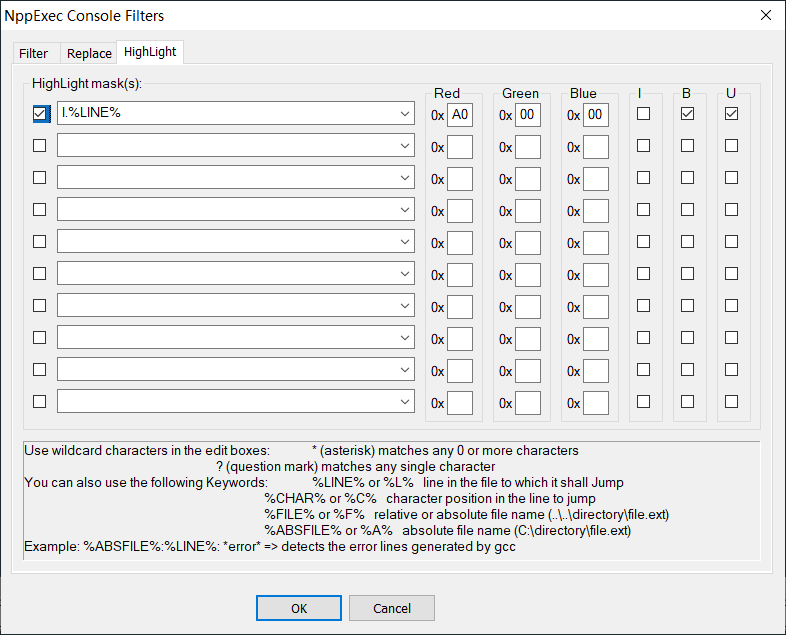 NppExec Console Filters
Filter Replace HighLight
HighLight mask(s): Red Green Blue I B U
l.%LINE% 0x A0 0x 00 0x 00
0x 0x 0x
0x 0x 0x
0x 0x 0x
0x 0x 0x
0x 0x 0x
0x 0x 0x
0x 0x 0x
0x 0x 0x
0x 0x 0x
Use wildcard characters in the edit boxes: * (asterisk) matches any 0 or more characters
? (question mark) matches any single character
You can also use the following Keywords: %LINE% or %L% line in the file to which it shall Jump
%CHAR% or %C% character position in the line to jump
%FILE% or %F% relative or absolute file name (..\..\directory\file.ext)
%ABSFILE% or %A% absolute file name (C:\directory\file.ext)
Example: %ABSFILE%:%LINE%: *error* => detects the error lines generated by gcc
OK Cancel